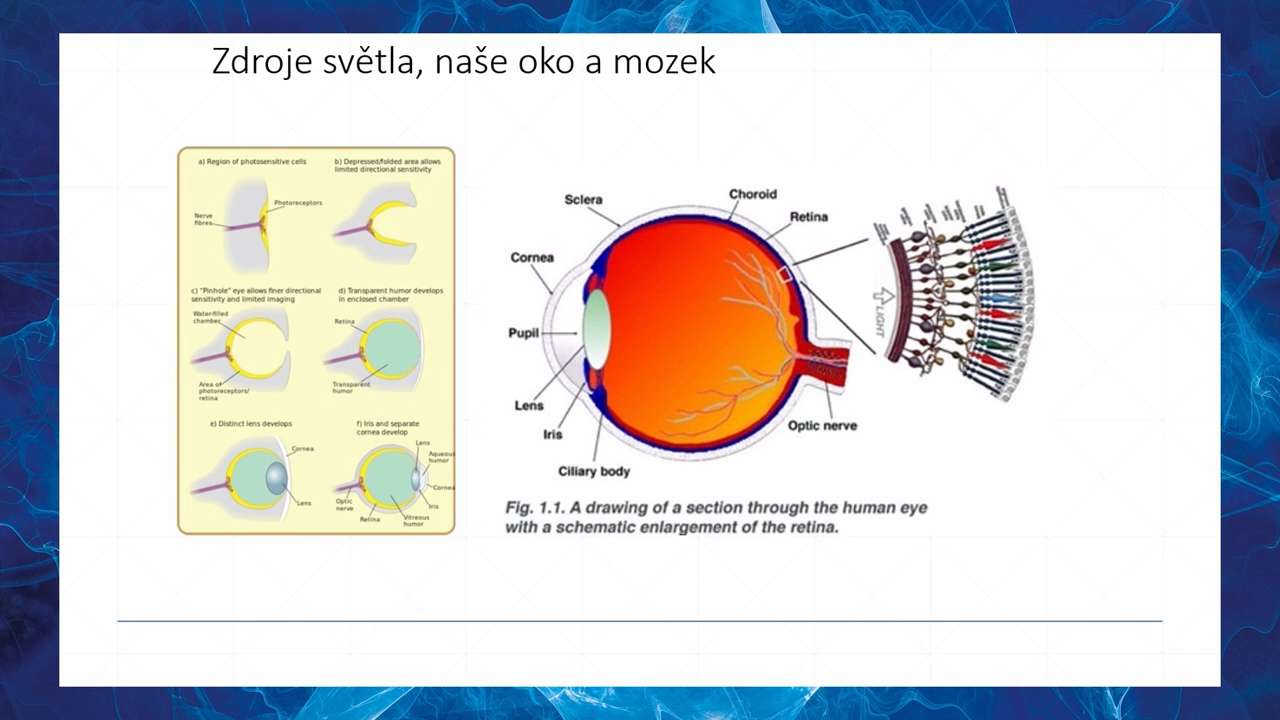 Zdroje světla, naše oko a mozek
a) Region of photosensitive cells
Photoreceptors
Nerve
fibres
b) Depressed/folded area allows
limited directional sensitivity
c) "Pinhole" eye allows finer directional
sensitivity and limited imaging
Water-filled
chamber
Area of
photoreceptors/
retina
d) Transparent humor develops
in enclosed chamber
Retina
Transparent
humor
e) Distinct lens develops
Cornea
Lens
f) Iris and separate
cornea develop
Lens
Aqueous
humor
Cornea
Iris
Optic
nerve
Retina
Vitreous
humor
Sclera
Choroid
Retina
Cornea
Pupil
Lens
Iris
Ciliary body
Optic nerve
LIGHT
Fig. 1.1. A drawing of a section through the human eye
with a schematic enlargement of the retina.